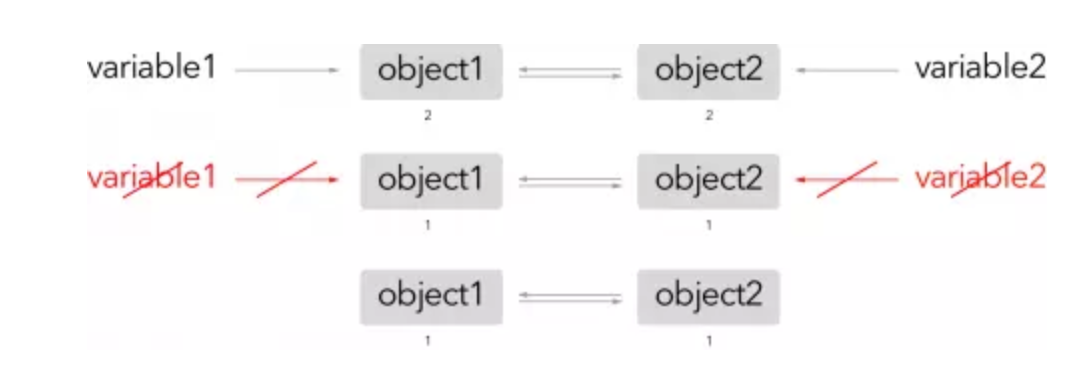 variable1 object1 object2 variable2
2 2
variable1 object1 object2 variable2
1 1
object1 object2
1 1